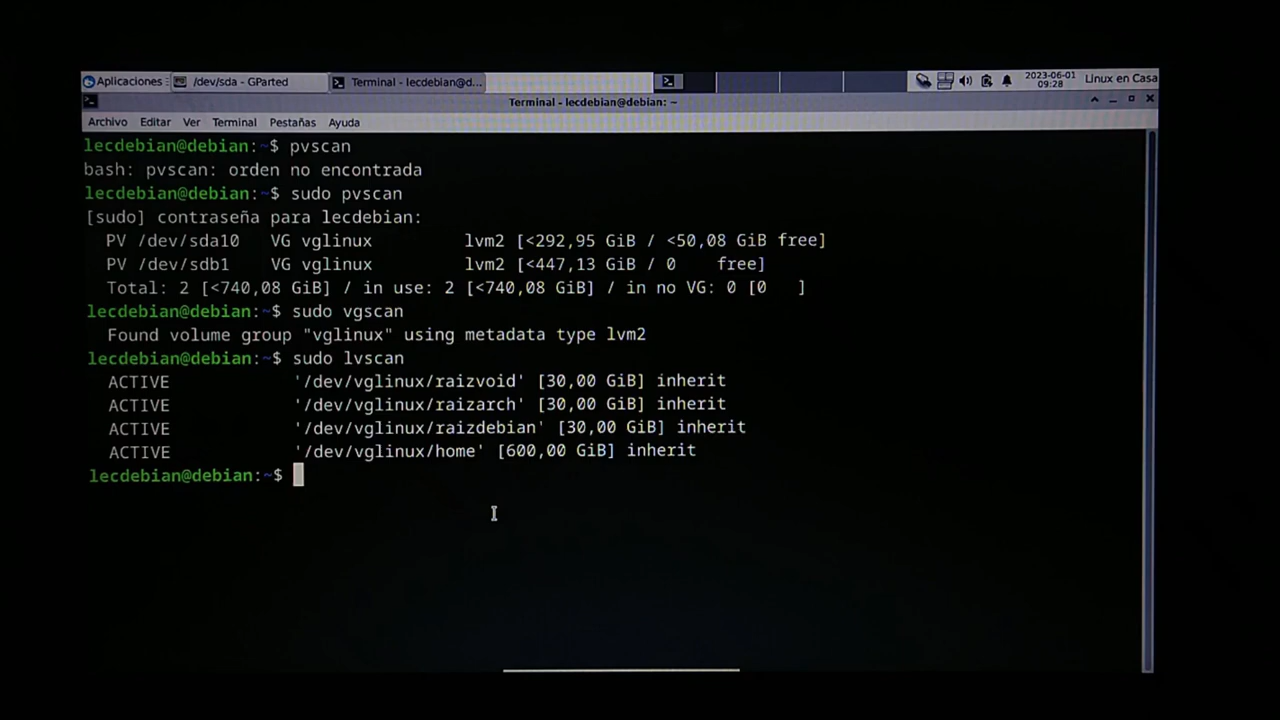 Aplicaciones
/dev/sda - GParted
Terminal - lecdebian@d...
2023-06-01
09:28
Linux en Casa
Terminal - lecdebian@debian: ~
Archivo Editar Ver Terminal Pestañas Ayuda
lecdebian@debian:~$ pvscan
bash: pvscan: orden no encontrada
lecdebian@debian:~$ sudo pvscan
[sudo] contraseña para lecdebian:
PV /dev/sda10 VG vglinux lvm2 [<292,95 GiB / <50,08 GiB free]
PV /dev/sdb1 VG vglinux lvm2 [<447,13 GiB / 0 free]
Total: 2 [<740,08 GiB] / in use: 2 [<740,08 GiB] / in no VG: 0 [0 ]
lecdebian@debian:~$ sudo vgscan
Found volume group "vglinux" using metadata type lvm2
lecdebian@debian:~$ sudo lvscan
ACTIVE '/dev/vglinux/raizvoid' [30,00 GiB] inherit
ACTIVE '/dev/vglinux/raizarch' [30,00 GiB] inherit
ACTIVE '/dev/vglinux/raizdebian' [30,00 GiB] inherit
ACTIVE '/dev/vglinux/home' [600,00 GiB] inherit
lecdebian@debian:~$